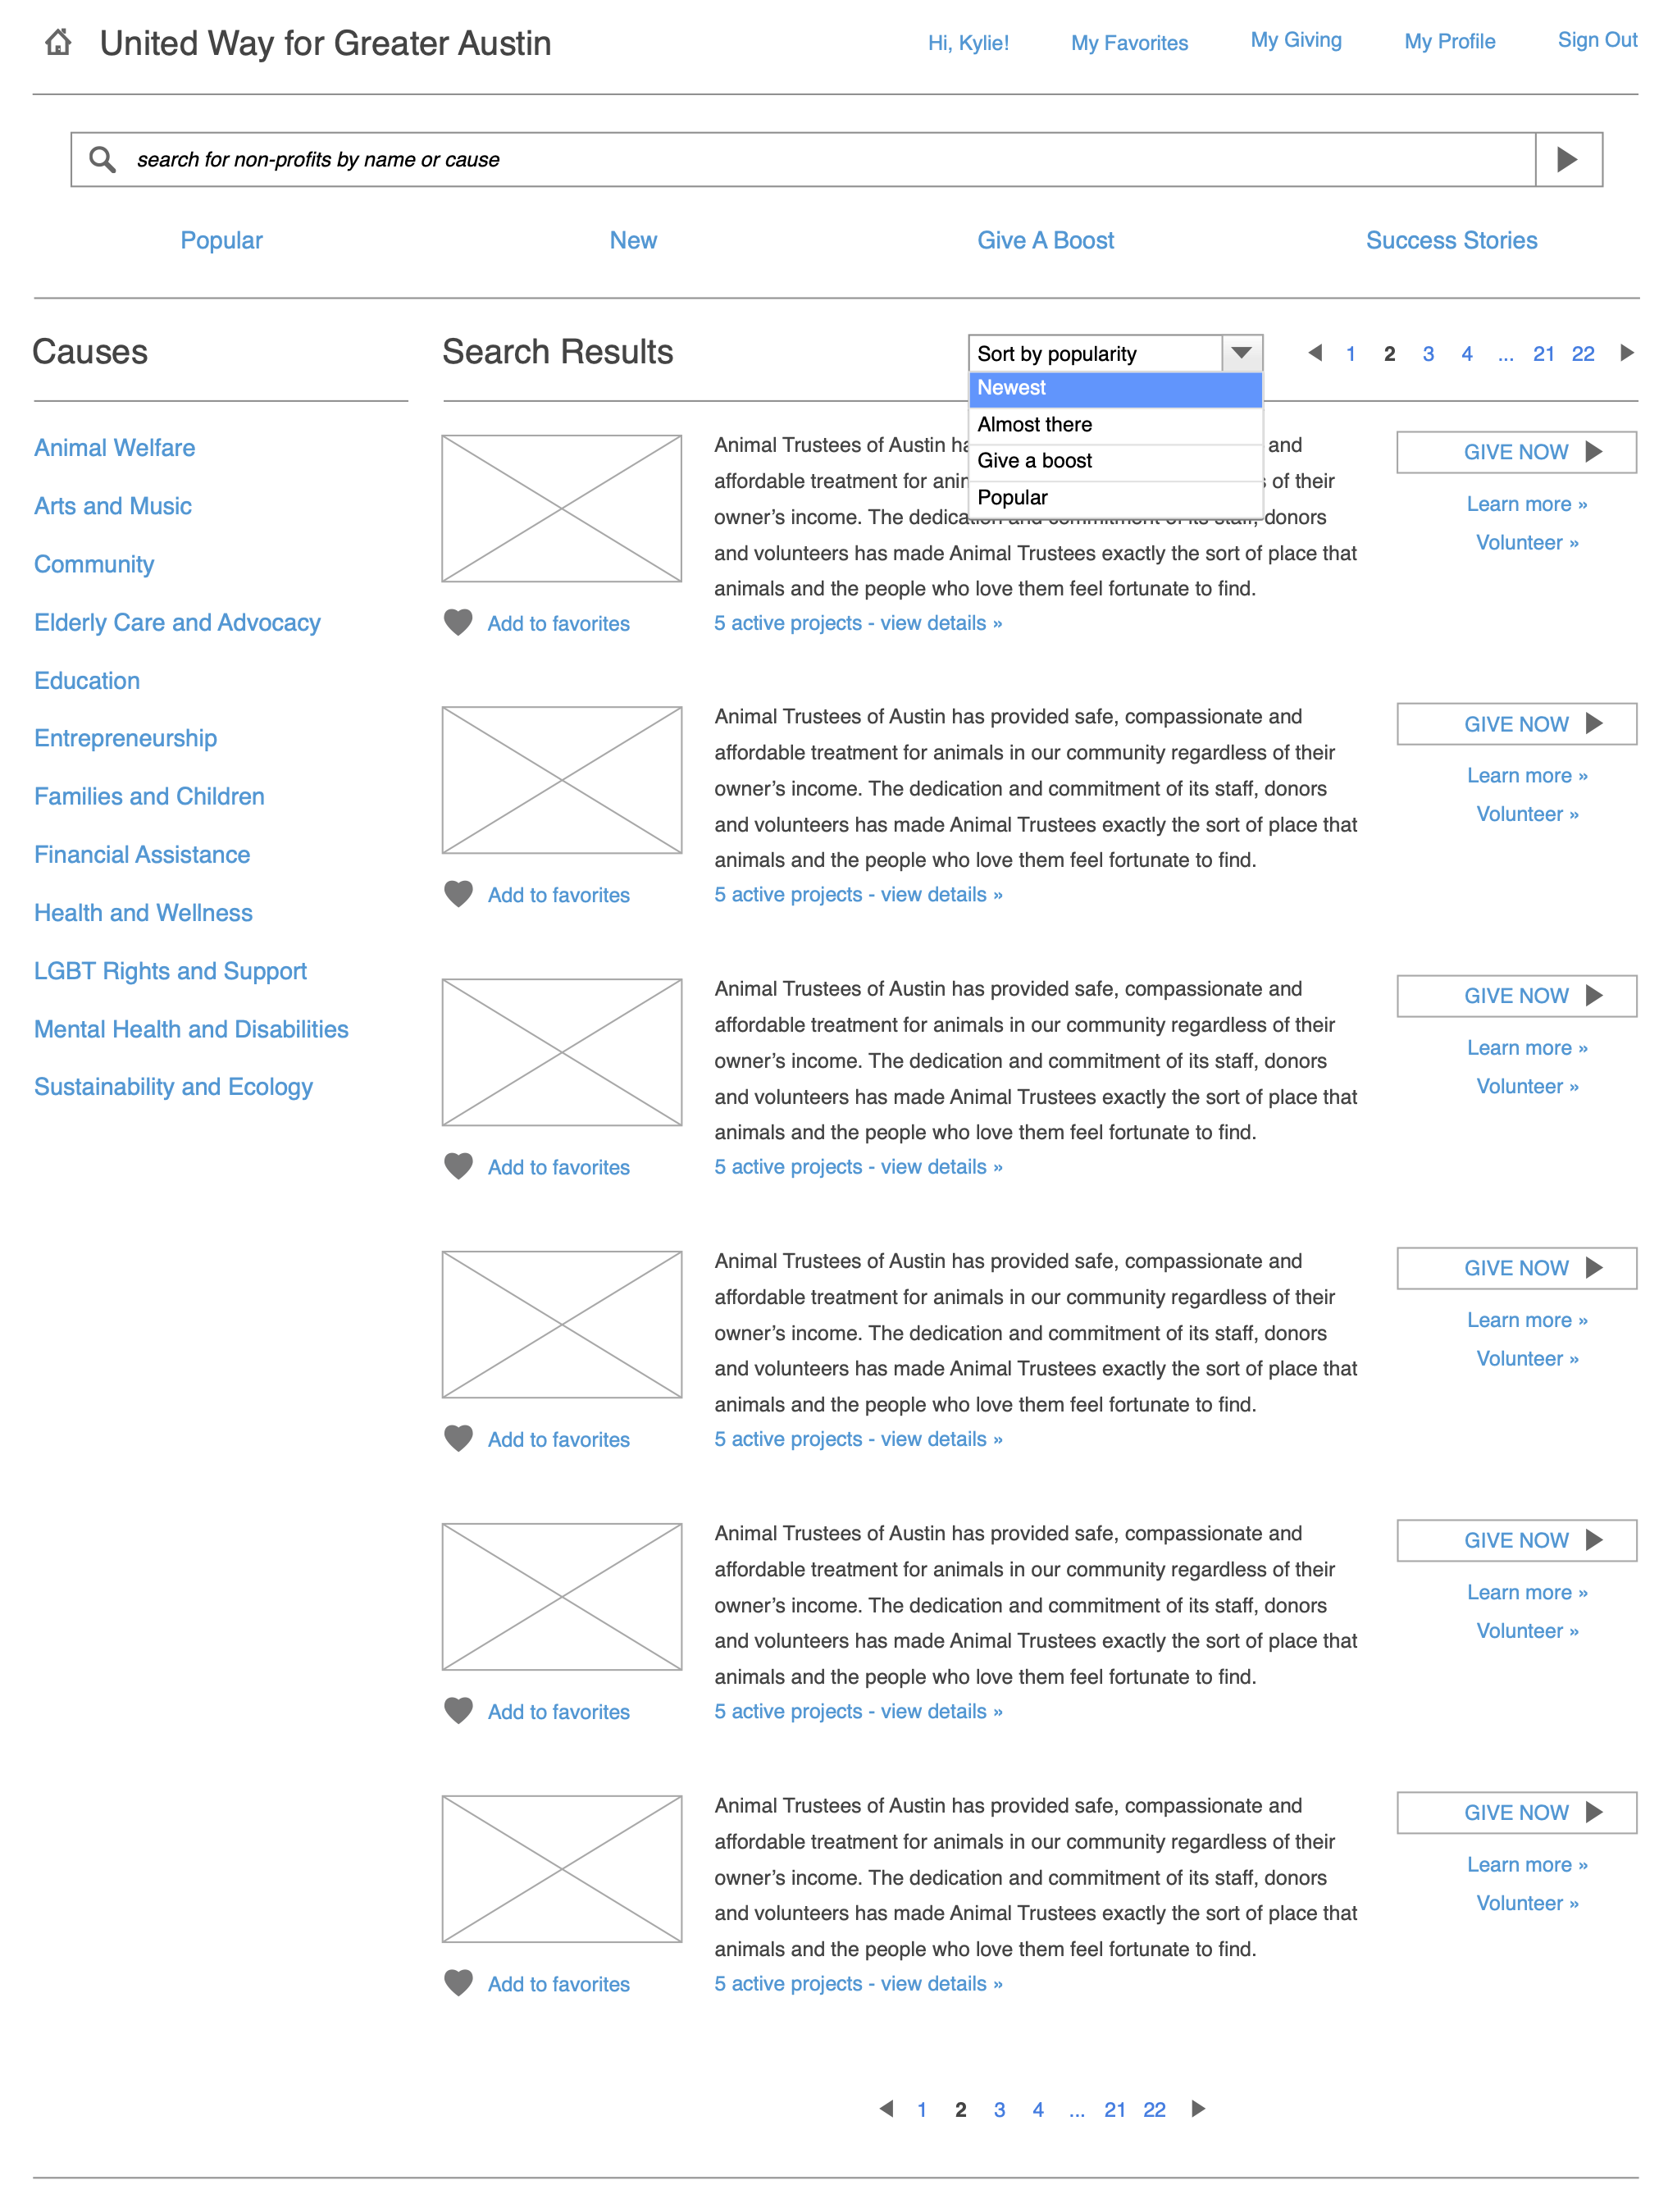 United Way for Greater Austin
Hi, Kylie! My Favorites My Giving My Profile Sign Out
search for non-profits by name or cause
Popular New Give A Boost Success Stories
Causes
Animal Welfare
Arts and Music
Community
Elderly Care and Advocacy
Education
Entrepreneurship
Families and Children
Financial Assistance
Health and Wellness
LGBT Rights and Support
Mental Health and Disabilities
Sustainability and Ecology
Search Results
Sort by popularity
Newest
Almost there
Give a boost
Popular
1 2 3 4 ... 21 22
Animal Trustees of Austin and
affordable treatment for of their
owner’s income. The dedication and commitment of its staff, donors
and volunteers has made Animal Trustees exactly the sort of place that
animals and the people who love them feel fortunate to find.
5 active projects - view details »
Add to favorites
GIVE NOW
Learn more »
Volunteer »
Animal Trustees of Austin has provided safe, compassionate and
affordable treatment for animals in our community regardless of their
owner’s income. The dedication and commitment of its staff, donors
and volunteers has made Animal Trustees exactly the sort of place that
animals and the people who love them feel fortunate to find.
5 active projects - view details »
Add to favorites
GIVE NOW
Learn more »
Volunteer »
Animal Trustees of Austin has provided safe, compassionate and
affordable treatment for animals in our community regardless of their
owner’s income. The dedication and commitment of its staff, donors
and volunteers has made Animal Trustees exactly the sort of place that
animals and the people who love them feel fortunate to find.
5 active projects - view details »
Add to favorites
GIVE NOW
Learn more »
Volunteer »
Animal Trustees of Austin has provided safe, compassionate and
affordable treatment for animals in our community regardless of their
owner’s income. The dedication and commitment of its staff, donors
and volunteers has made Animal Trustees exactly the sort of place that
animals and the people who love them feel fortunate to find.
5 active projects - view details »
Add to favorites
GIVE NOW
Learn more »
Volunteer »
Animal Trustees of Austin has provided safe, compassionate and
affordable treatment for animals in our community regardless of their
owner’s income. The dedication and commitment of its staff, donors
and volunteers has made Animal Trustees exactly the sort of place that
animals and the people who love them feel fortunate to find.
5 active projects - view details »
Add to favorites
GIVE NOW
Learn more »
Volunteer »
Animal Trustees of Austin has provided safe, compassionate and
affordable treatment for animals in our community regardless of their
owner’s income. The dedication and commitment of its staff, donors
and volunteers has made Animal Trustees exactly the sort of place that
animals and the people who love them feel fortunate to find.
5 active projects - view details »
Add to favorites
GIVE NOW
Learn more »
Volunteer »
1 2 3 4 ... 21 22